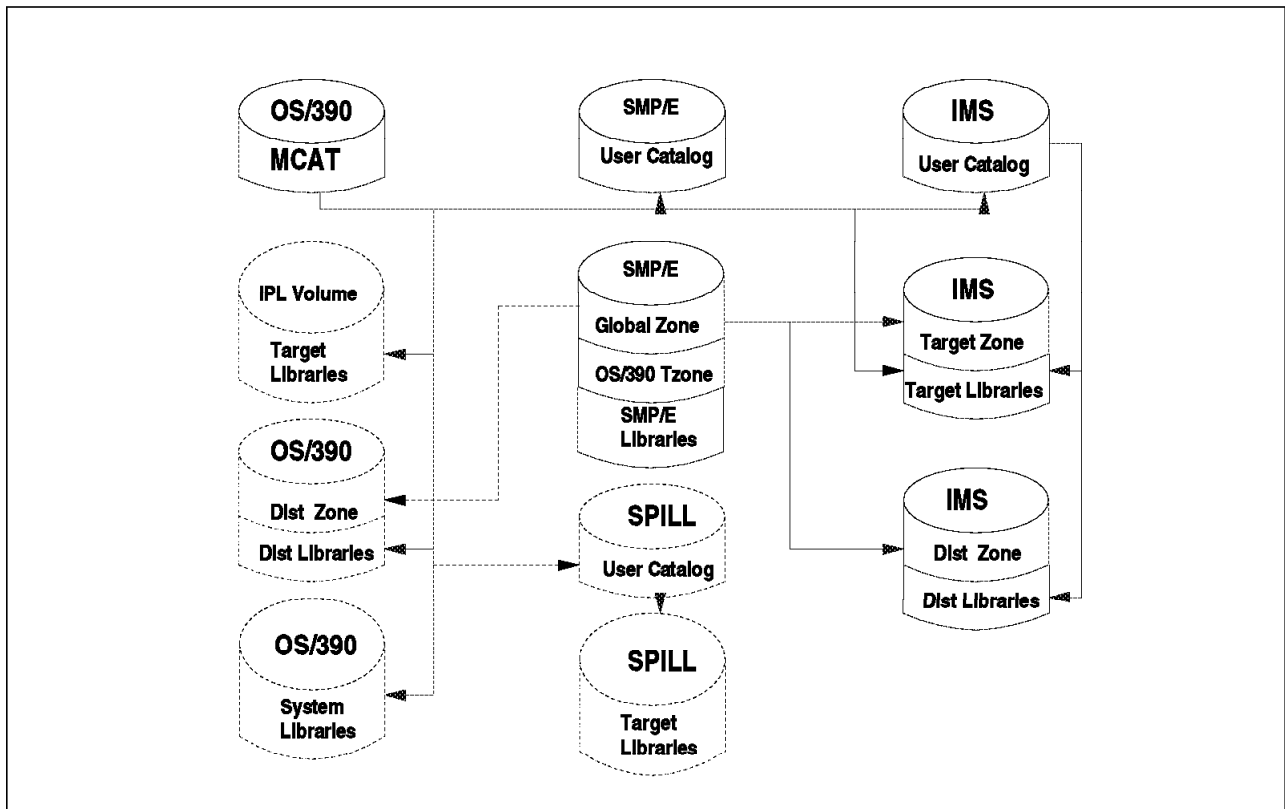 OS/390
MCAT
SMP/E
User Catalog
IMS
User Catalog
IPL Volume
Target
Libraries
SMP/E
Global Zone
OS/390 Tzone
SMP/E
Libraries
IMS
Target Zone
Target Libraries
OS/390
Dist Zone
Dist Libraries
SPILL
User Catalog
IMS
Dist Zone
Dist Libraries
OS/390
System
Libraries
SPILL
Target
Libraries